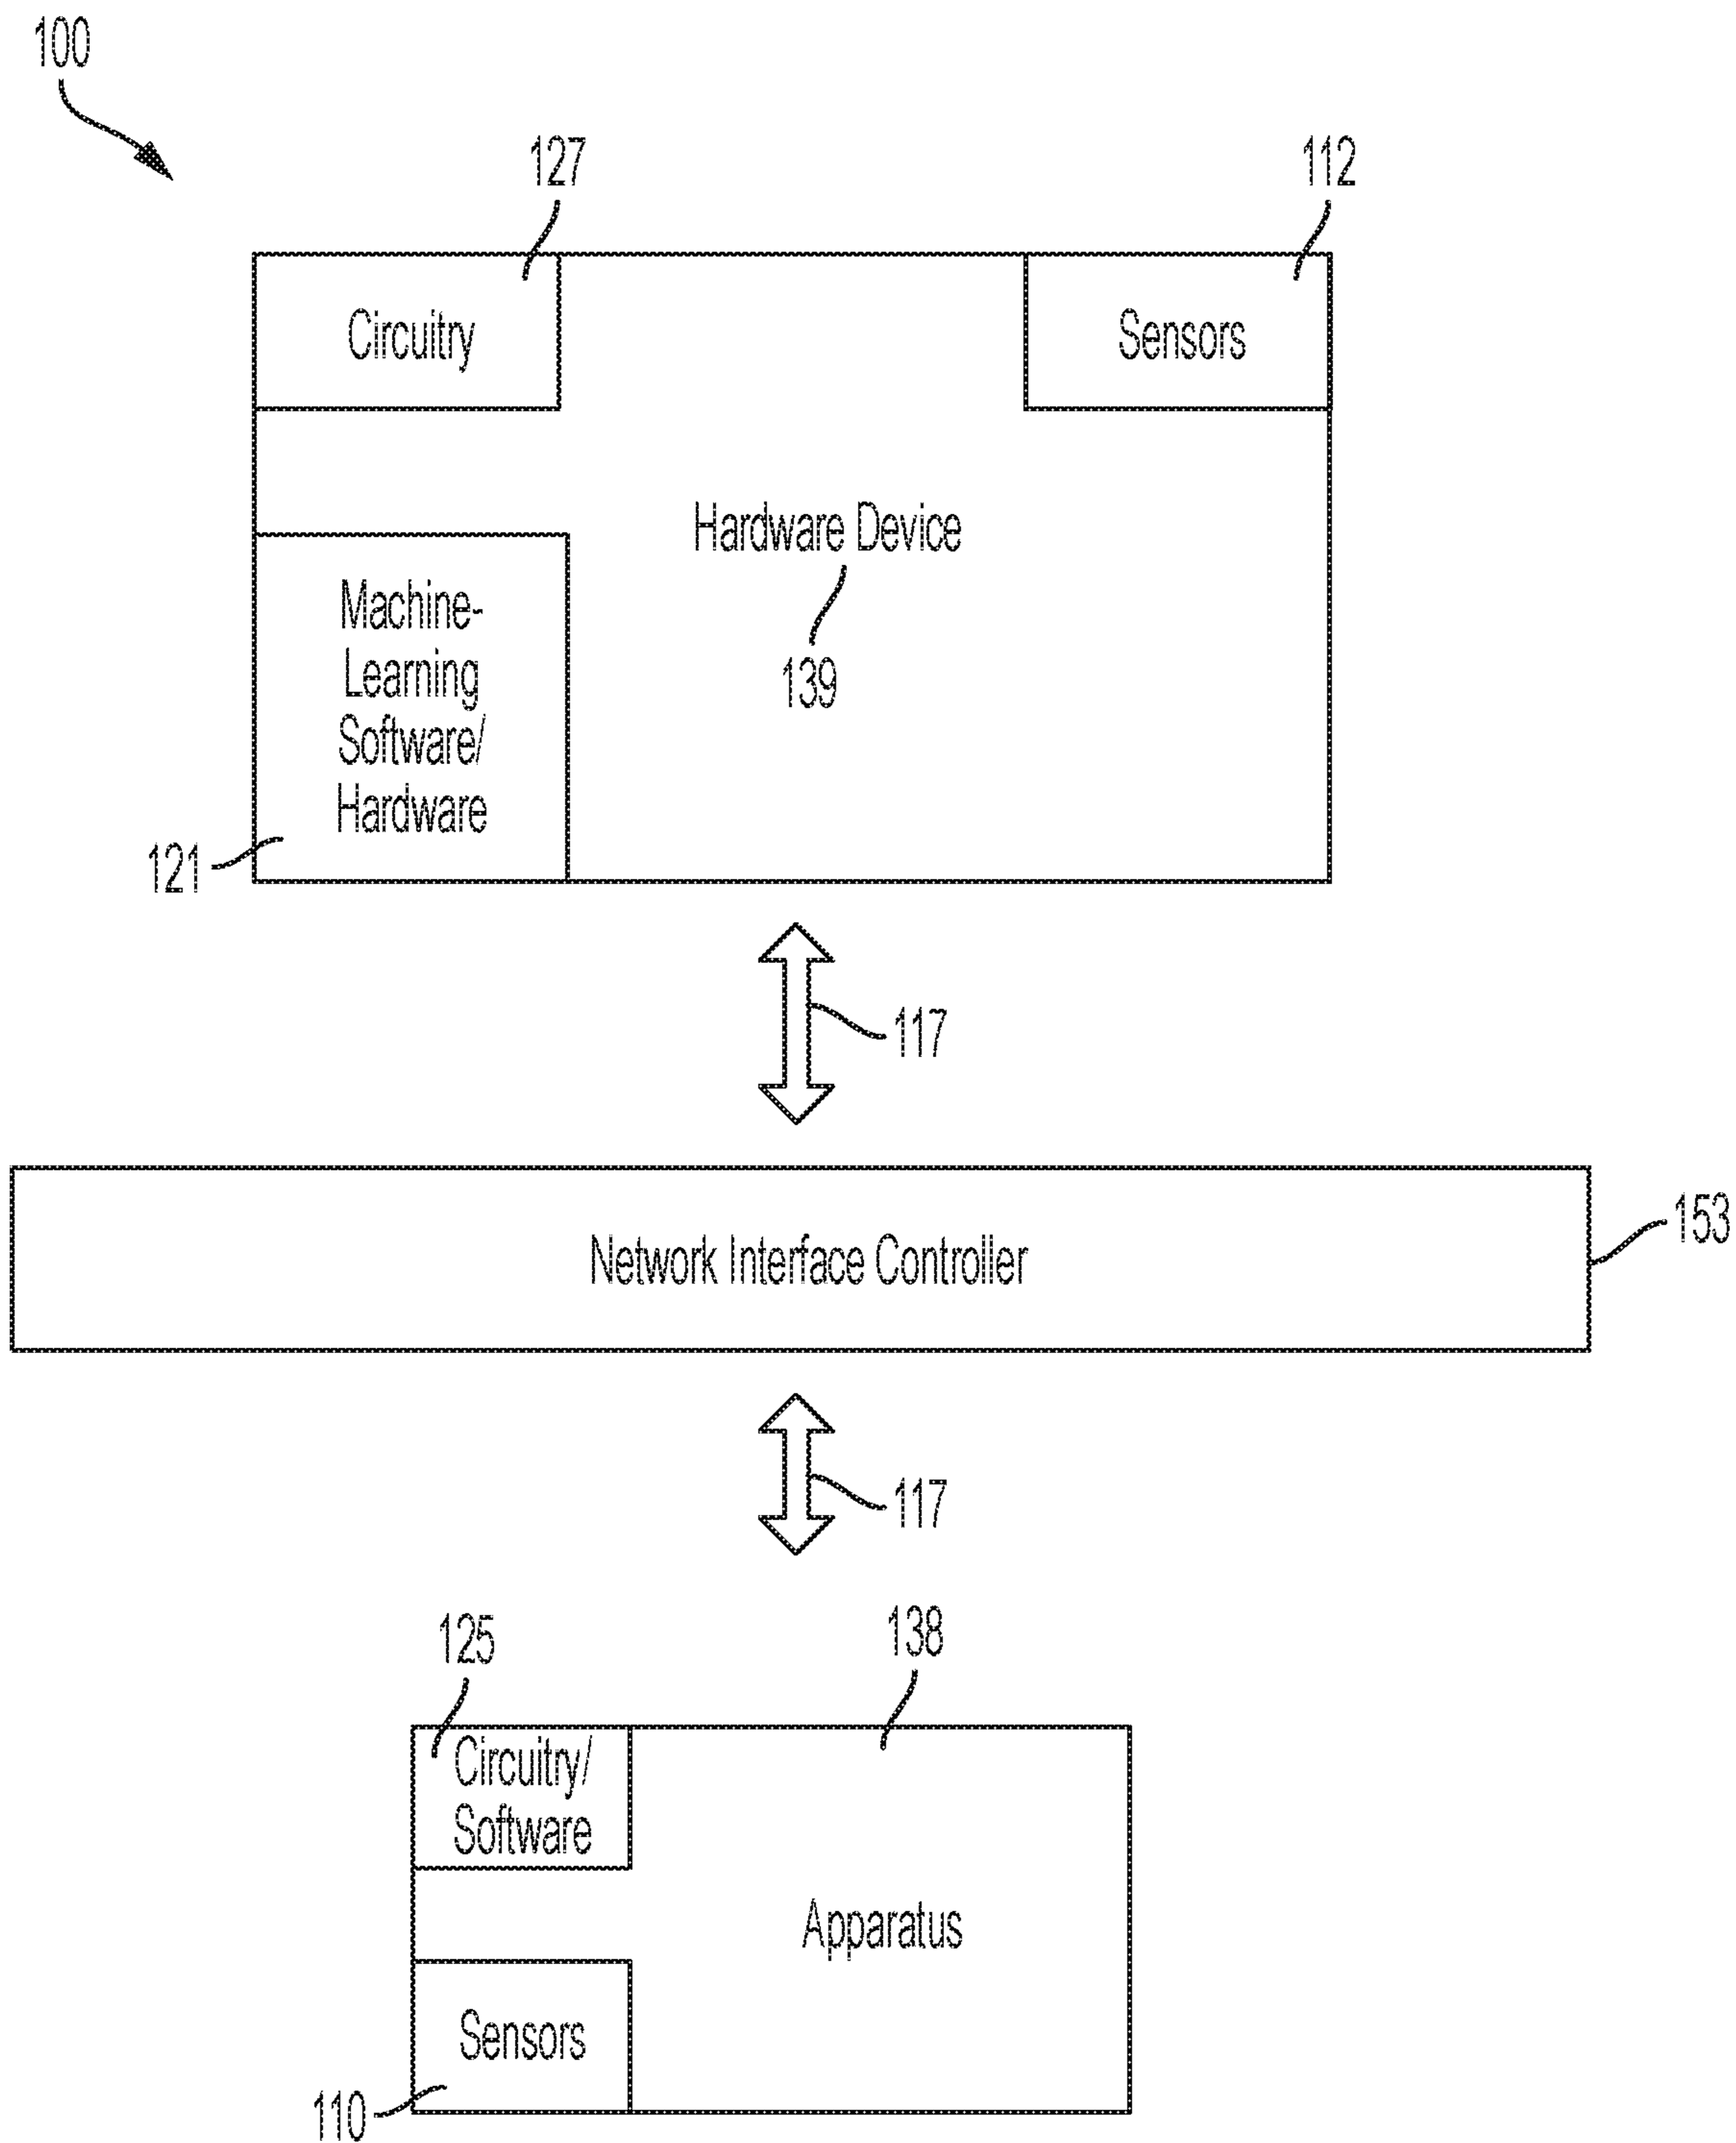 100
127
112
Circuitry
Sensors
Hardware Device
139
Machine-
Learning
Software/
Hardware
121
117
Network Interface Controller
153
117
125
138
Circuitry/
Software
Apparatus
Sensors
110